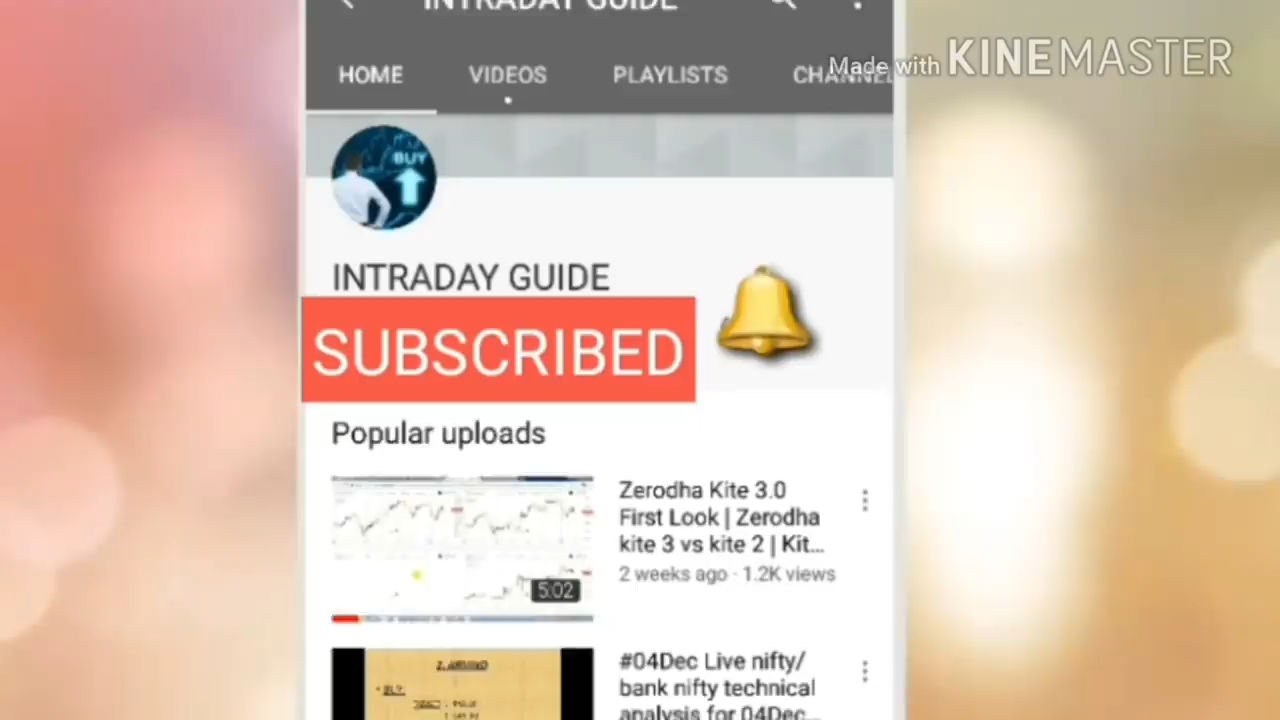 INTRADAY GUIDE
Made with KINEMASTER
HOME VIDEOS PLAYLISTS CHANNEL
BUY
INTRADAY GUIDE
SUBSCRIBED
Popular uploads
Zerodha Kite 3.0
First Look | Zerodha
kite 3 vs kite 2 | Kit...
2 weeks ago · 1.2K views
5:02
#04Dec Live nifty/
bank nifty technical
analysis for 04Dec...
BUY